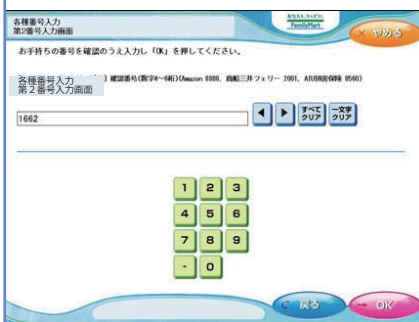 各種番号入力
第2番号入力画面
あなたと、コンビに、
FamilyMart
× やめる
お手持ちの番号を確認のうえ入力し「OK」を押してください。
各種番号入力
第2番号入力画面
確認番号(数字4~6桁)(Amazon 8888、商船三井フェリー 2001、AIU損害保険 8560)
1662
◀ ▶ すべてクリア 一文字クリア
1 2 3
4 5 6
7 8 9
- 0
戻る
→ OK